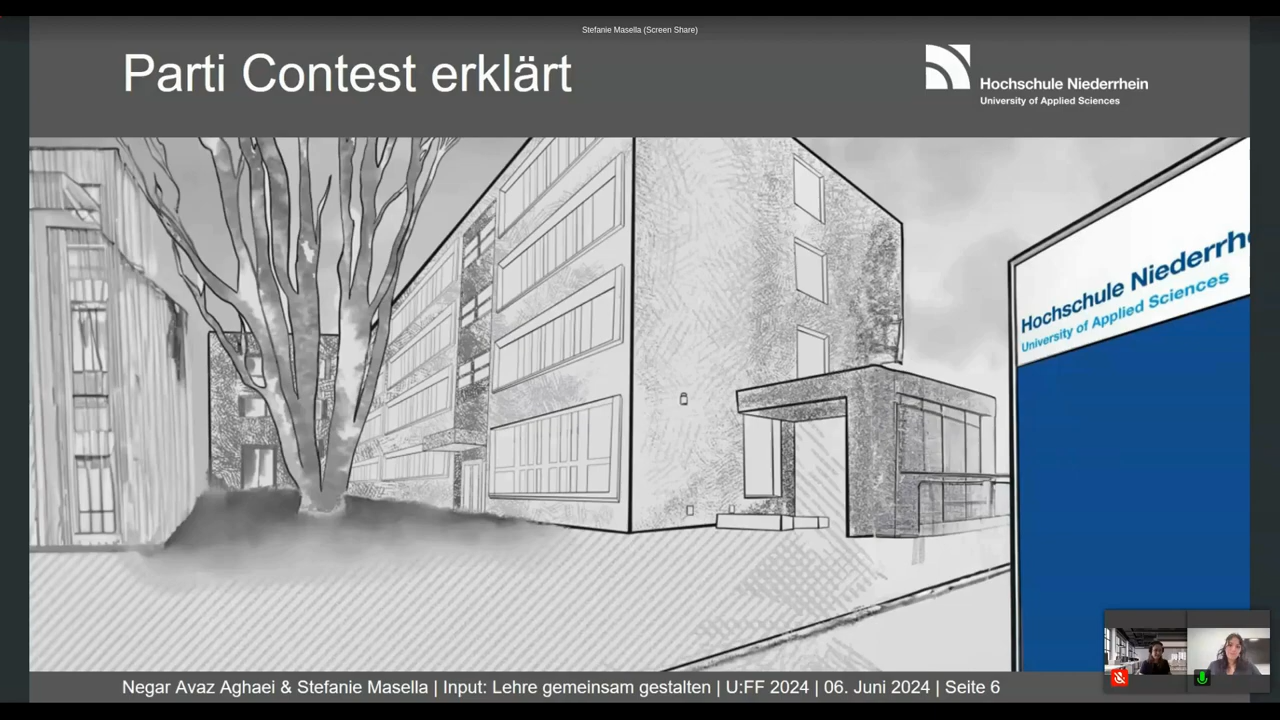 Stefanie Masella (Screen Share)
Parti Contest erklärt
Hochschule Niederrhein
University of Applied Sciences
Hochschule Niederrh
University of Applied Sciences
Negar Avaz Aghaei & Stefanie Masella | Input: Lehre gemeinsam gestalten | U:FF 2024 | 06. Juni 2024 | Seite 6